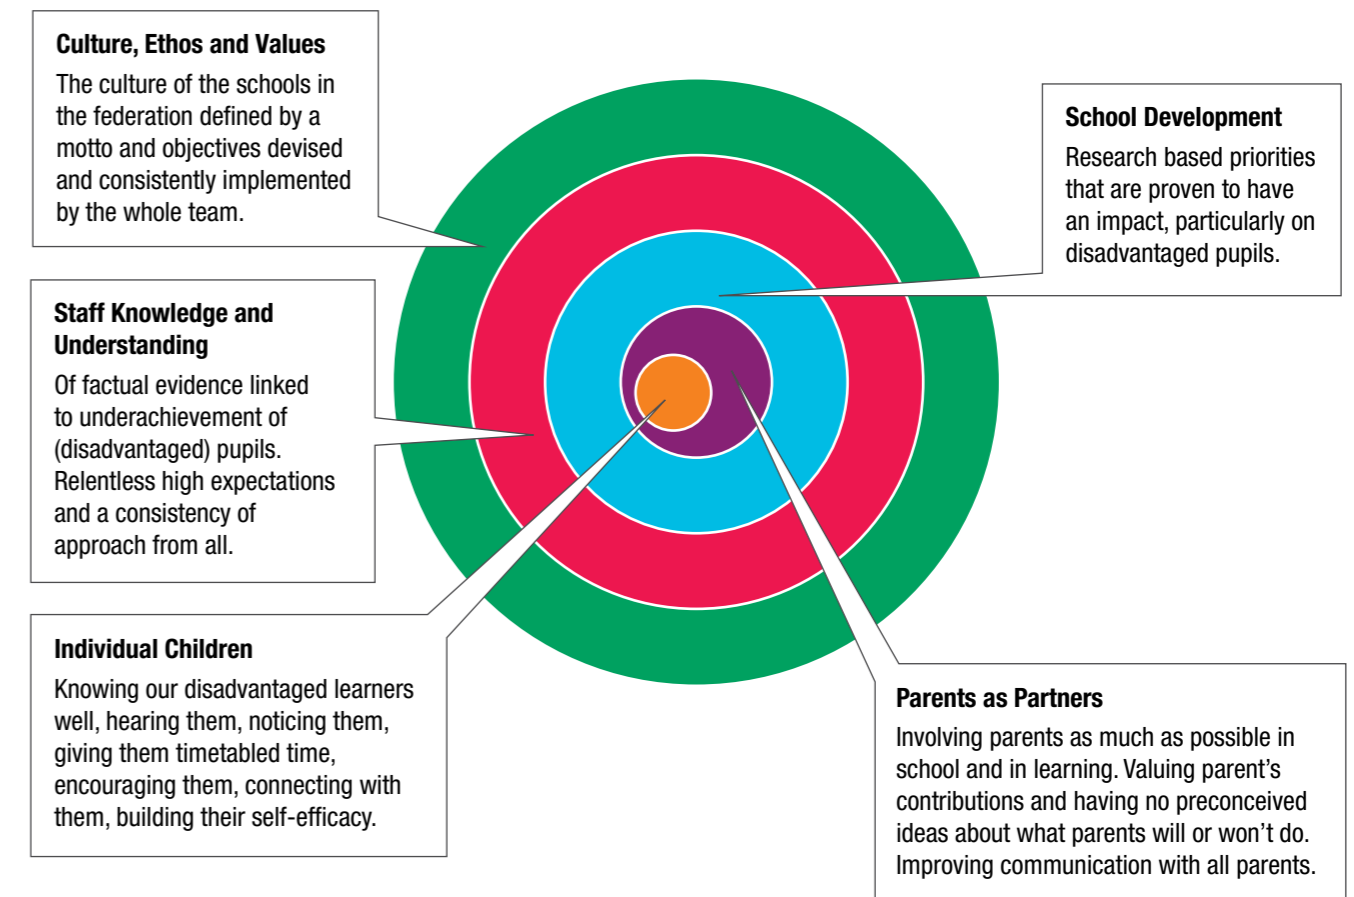 Culture, Ethos and Values
The culture of the schools in
the federation defined by a
motto and objectives devised
and consistently implemented
by the whole team.
School Development
Research based priorities
that are proven to have
an impact, particularly on
disadvantaged pupils.
Staff Knowledge and
Understanding
Of factual evidence linked
to underachievement of
(disadvantaged) pupils.
Relentless high expectations
and a consistency of
approach from all.
Individual Children
Knowing our disadvantaged learners
well, hearing them, noticing them,
giving them timetabled time,
encouraging them, connecting with
them, building their self-efficacy.
Parents as Partners
Involving parents as much as possible in
school and in learning. Valuing parent’s
contributions and having no preconceived
ideas about what parents will or won’t do.
Improving communication with all parents.